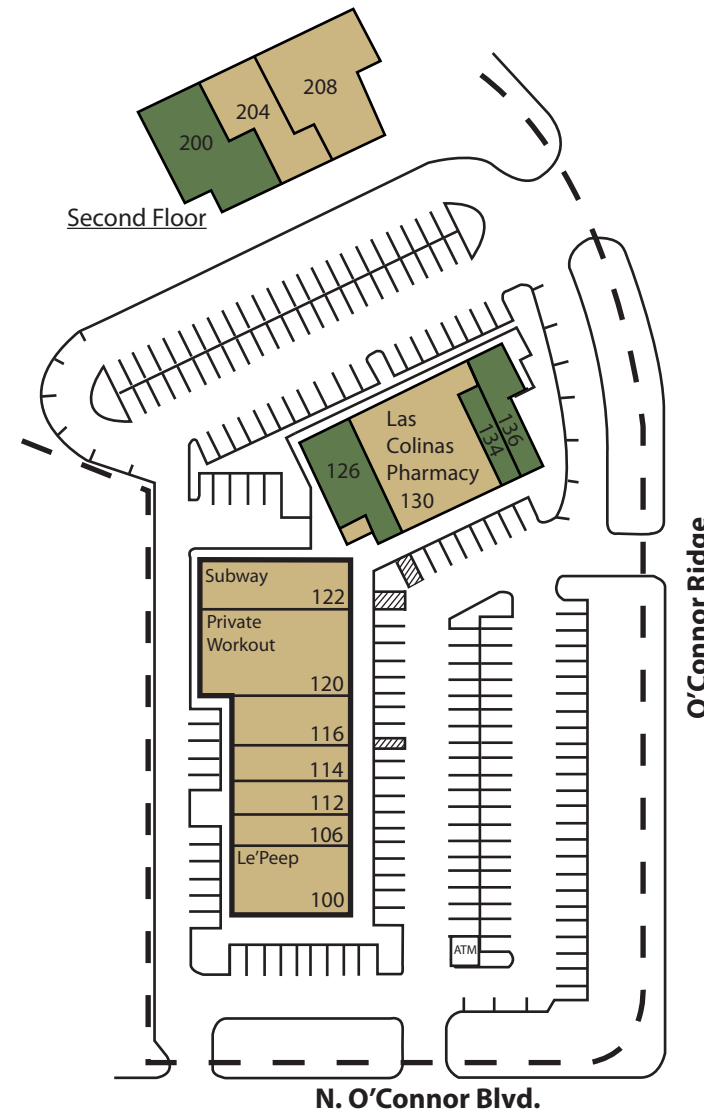 208
204
200
Second Floor
Las
Colinas
Pharmacy
130
134
136
126
Subway
122
Private
Workout
120
116
114
112
106
Le'Peep
100
ATM
O'Connor Ridge
N. O'Connor Blvd.